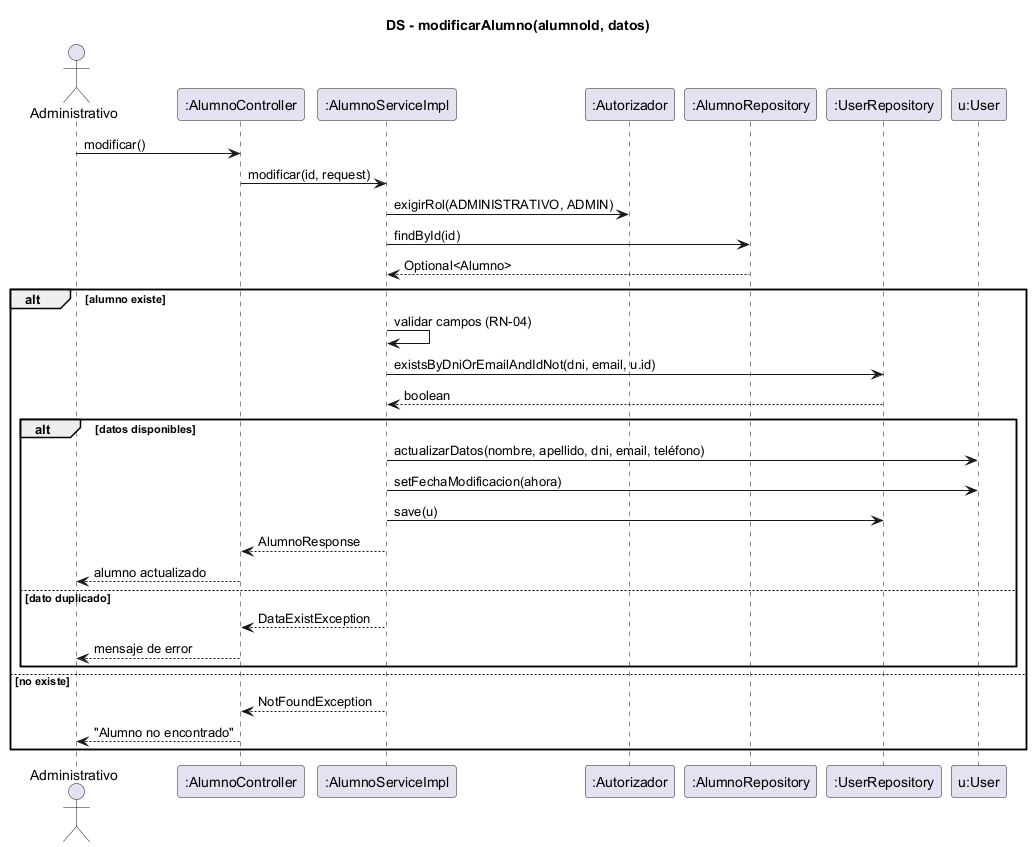 DS - modificarAlumno(alumnoId, datos)
Administrativo
:AlumnoController
:AlumnoServiceImpl
:Autorizador
:AlumnoRepository
:UserRepository
u:User
modificar()
modificar(id, request)
exigirRol(ADMINISTRATIVO, ADMIN)
findById(id)
Optional<Alumno>
alt
[alumno existe]
validar campos (RN-04)
existsByDniOrEmailAndIdNot(dni, email, u.id)
boolean
alt
[datos disponibles]
actualizarDatos(nombre, apellido, dni, email, teléfono)
setFechaModificacion(ahora)
save(u)
AlumnoResponse
alumno actualizado
[dato duplicado]
DataExistException
mensaje de error
[no existe]
NotFoundException
"Alumno no encontrado"
Administrativo
:AlumnoController
:AlumnoServiceImpl
:Autorizador
:AlumnoRepository
:UserRepository
u:User